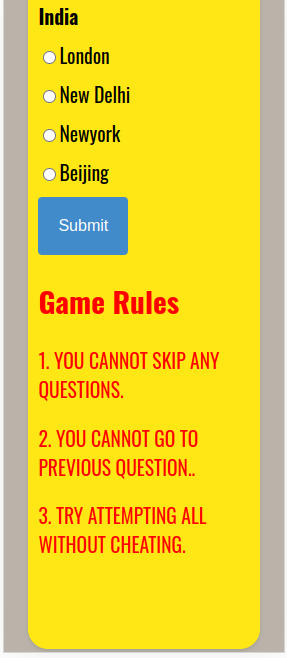 India
London
New Delhi
Newyork
Beijing
Submit
Game Rules
1. YOU CANNOT SKIP ANY
QUESTIONS.
2. YOU CANNOT GO TO
PREVIOUS QUESTION..
3. TRY ATTEMPTING ALL
WITHOUT CHEATING.